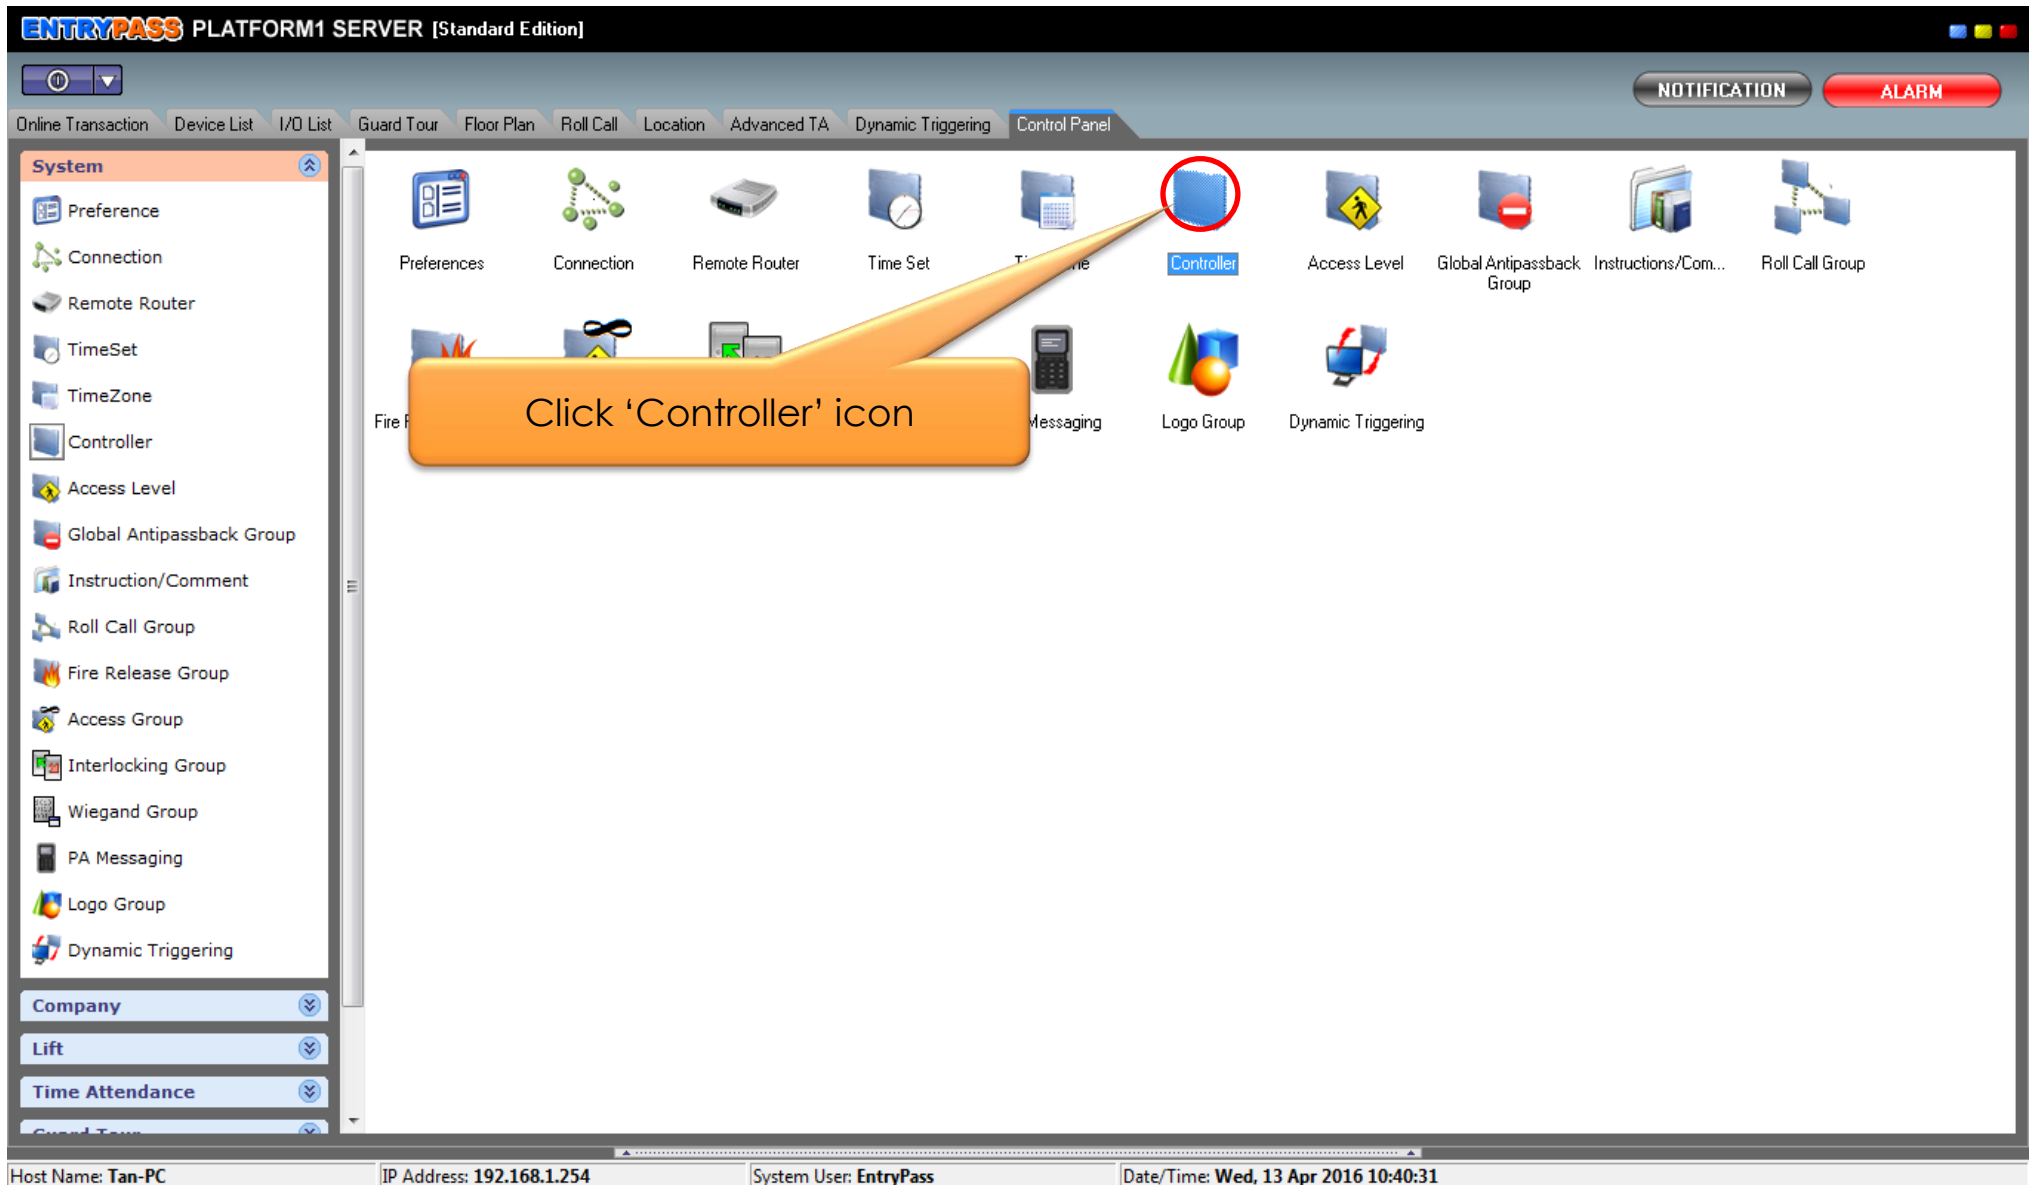 ENTRYPASS PLATFORM1 SERVER [Standard Edition]
NOTIFICATION ALARM
Online Transaction Device List I/O List Guard Tour Floor Plan Roll Call Location Advanced TA Dynamic Triggering Control Panel
System
Preference
Connection
Remote Router
TimeSet
TimeZone
Controller
Access Level
Global Antipassback Group
Instruction/Comment
Roll Call Group
Fire Release Group
Access Group
Interlocking Group
Wiegand Group
PA Messaging
Logo Group
Dynamic Triggering
Company
Lift
Time Attendance
Guard Tour
Preferences Connection Remote Router Time Set Controller Access Level Global Antipassback Instructions/Com... Roll Call Group
Group
Fire Messaging Logo Group Dynamic Triggering
Click ‘Controller’ icon
Host Name: Tan-PC IP Address: 192.168.1.254 System User: EntryPass Date/Time: Wed, 13 Apr 2016 10:40:31